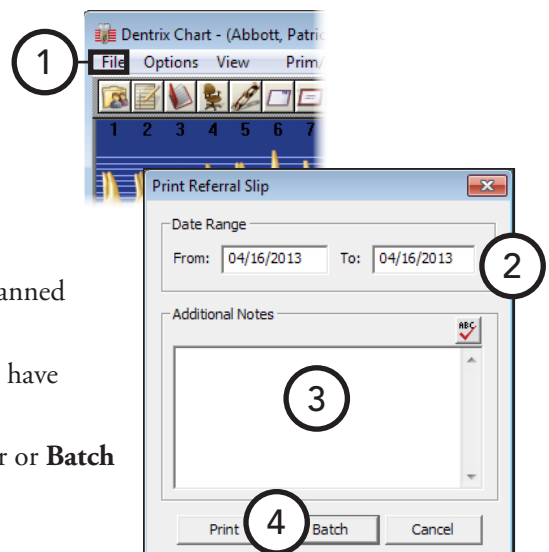 Dentrix Chart - (Abbott, Patric
1
File Options View Prim/
1 2 3 4 5 6 7
Print Referral Slip
Date Range
From: 04/16/2013 To: 04/16/2013
2
anned
Additional Notes
ABC
have
3
r or Batch
4
Print Batch Cancel